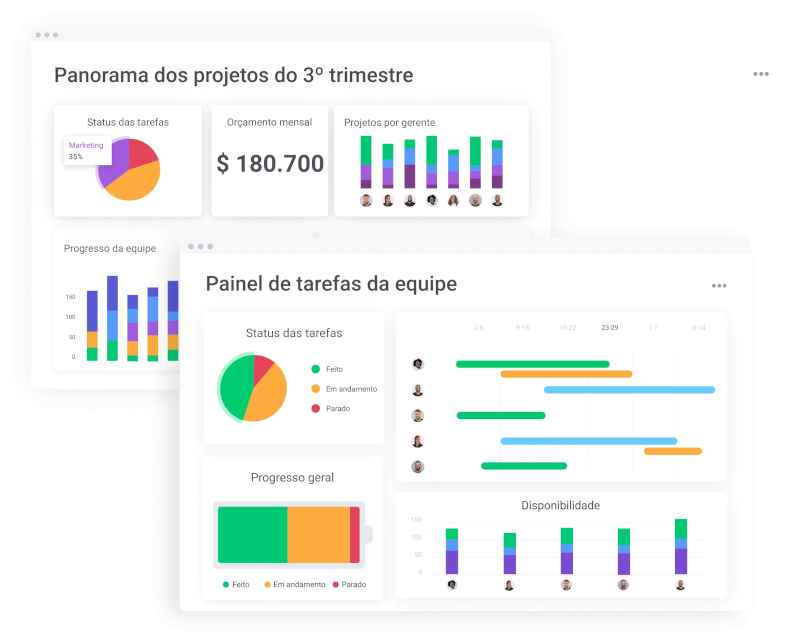 Panorama dos projetos do 3º trimestre
Status das tarefas
Marketing
35%
Orçamento mensal
$ 180.700
Projetos por gerente
Progresso da equipe
150
100
50
0
Painel de tarefas da equipe
Status das tarefas
Feito
Em andamento
Parado
2-8 9-15 16-22 23-29 1-7 8-14
Progresso geral
Feito Em andamento Parado
Disponibilidade
150
100
50
0